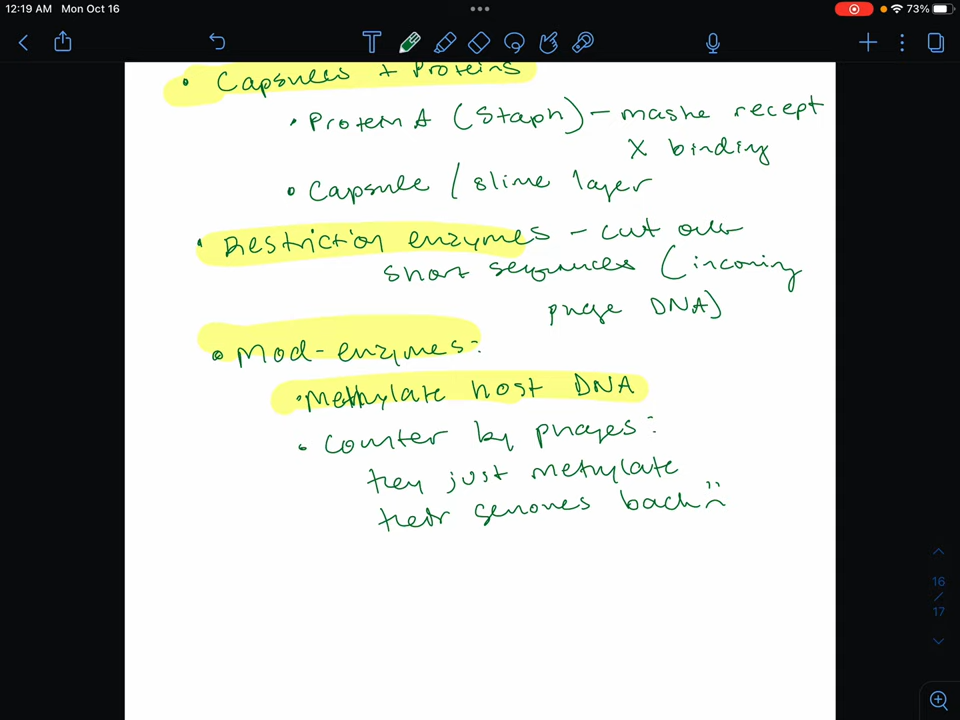 12:19 AM Mon Oct 16
73%
• Capsules + Proteins
• Protein A (Staph) – maske recept
X binding
• Capsule / slime layer
• Restriction enzymes – cut over
short sequences (incoming
phage DNA)
• Mod-enzymes:
• Methylate host DNA
• Counter by phages:
they just methylate
their genomes back
16
/
17